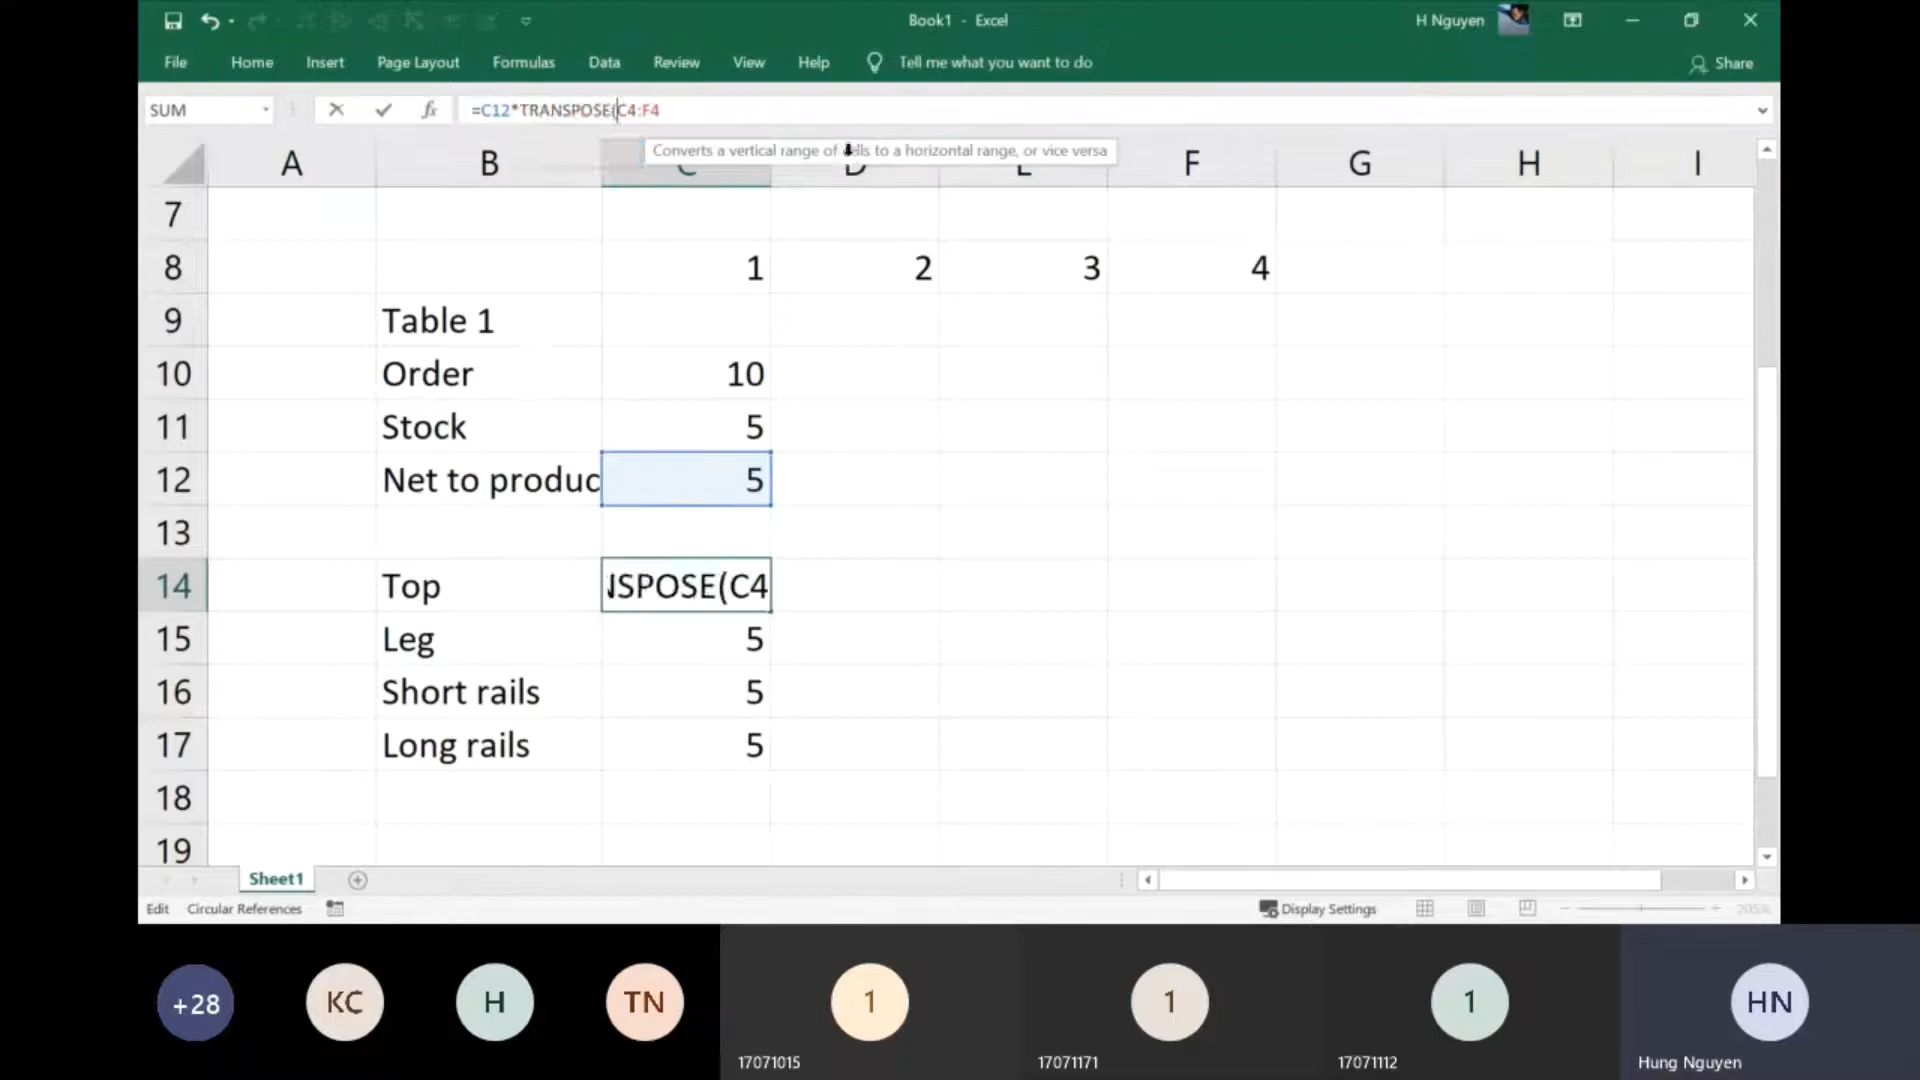 Book1 - Excel
H Nguyen
File Home Insert Page Layout Formulas Data Review View Help Tell me what you want to do Share
SUM fx =C12*TRANSPOSE(C4:F4
Converts a vertical range of cells to a horizontal range, or vice versa
A B C D E F G H I
7
8 1 2 3 4
9 Table 1
10 Order 10
11 Stock 5
12 Net to produc 5
13
14 Top NSPOSE(C4
15 Leg 5
16 Short rails 5
17 Long rails 5
18
19
Sheet1
Edit Circular References Display Settings 205%
+28 KC H TN 1 1 1 HN
17071015 17071171 17071112 Hung Nguyen